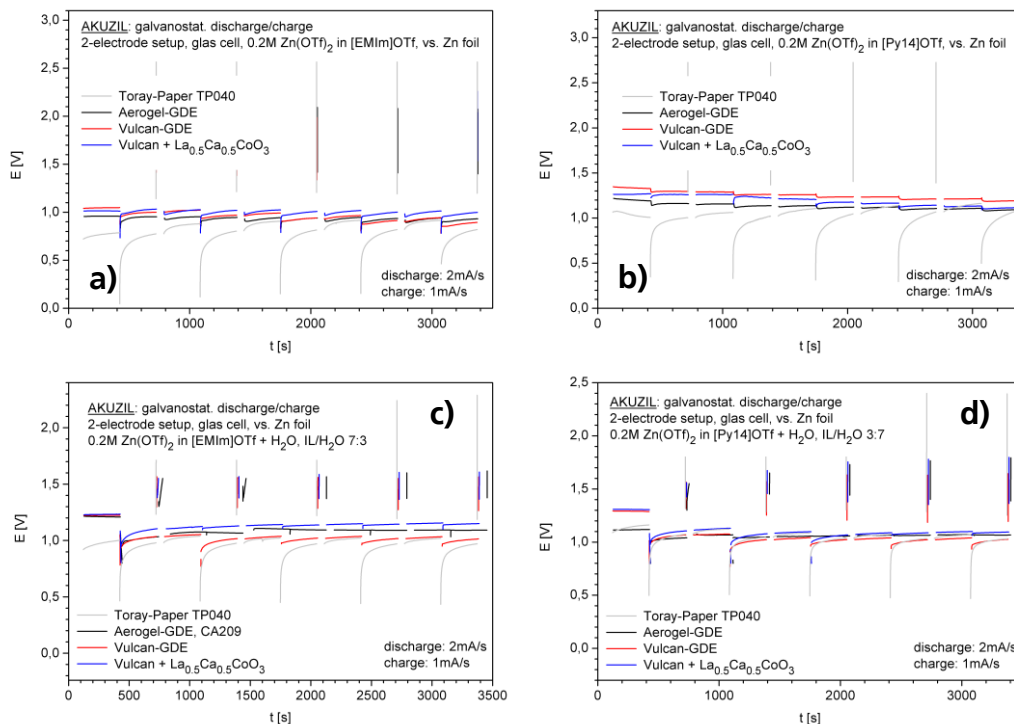 AKUZIL: galvanostat. discharge/charge
2-electrode setup, glas cell, 0.2M Zn(OTf)2 in [EMIm]OTf, vs. Zn foil
Toray-Paper TP040
Aerogel-GDE
Vulcan-GDE
Vulcan + La0.5Ca0.5CoO3
a)
discharge: 2mA/s
charge: 1mA/s
E [V]
3,0
2,5
2,0
1,5
1,0
0,5
0,0
0
1000
2000
3000
t [s]
AKUZIL: galvanostat. discharge/charge
2-electrode setup, glas cell, 0.2M Zn(OTf)2 in [Py14]OTf, vs. Zn foil
Toray-Paper TP040
Aerogel-GDE
Vulcan-GDE
Vulcan + La0.5Ca0.5CoO3
b)
discharge: 2mA/s
charge: 1mA/s
E [V]
3,0
2,5
2,0
1,5
1,0
0,5
0,0
0
1000
2000
3000
t [s]
AKUZIL: galvanostat. discharge/charge
2-electrode setup, glas cell, vs. Zn foil
0.2M Zn(OTf)2 in [EMIm]OTf + H2O, IL/H2O 7:3
c)
Toray-Paper TP040
Aerogel-GDE, CA209
Vulcan-GDE
Vulcan + La0.5Ca0.5CoO3
discharge: 2mA/s
charge: 1mA/s
E [V]
2,0
1,5
1,0
0,5
0,0
0
500
1000
1500
2000
2500
3000
3500
t [s]
AKUZIL: galvanostat. discharge/charge
2-electrode setup, glas cell, vs. Zn foil
0.2M Zn(OTf)2 in [Py14]OTf + H2O, IL/H2O 3:7
d)
Toray-Paper TP040
Aerogel-GDE
Vulcan-GDE
Vulcan + La0.5Ca0.5CoO3
discharge: 2mA/s
charge: 1mA/s
E [V]
2,5
2,0
1,5
1,0
0,5
0,0
0
1000
2000
3000
t [s]